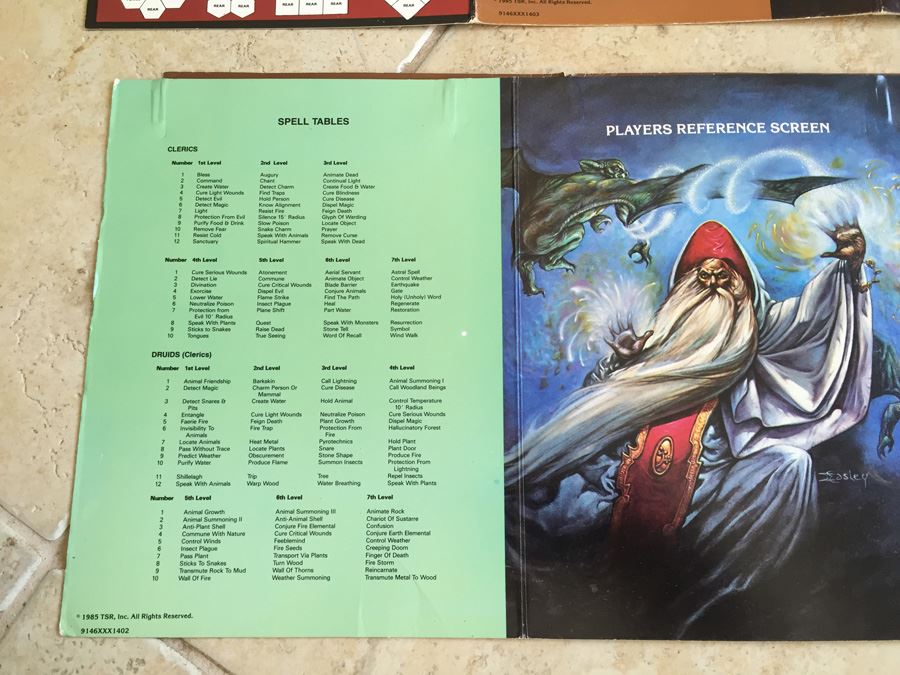 REAR REAR REAR REAR REAR REAR
1985 TSR, Inc. All Rights Reserved.
9146XXX1403
SPELL TABLES
CLERICS
Number 1st Level 2nd Level 3rd Level
1 Bless Augury Animate Dead
2 Command Chant Continual Light
3 Create Water Detect Charm Create Food & Water
4 Cure Light Wounds Find Traps Cure Blindness
5 Detect Evil Hold Person Cure Disease
6 Detect Magic Know Alignment Dispel Magic
7 Light Resist Fire Feign Death
8 Protection From Evil Silence 15' Radius Glyph Of Warding
9 Purify Food & Drink Slow Poison Locate Object
10 Remove Fear Snake Charm Prayer
11 Resist Cold Speak With Animals Remove Curse
12 Sanctuary Spiritual Hammer Speak With Dead
Number 4th Level 5th Level 6th Level 7th Level
1 Cure Serious Wounds Atonement Aerial Servant Astral Spell
2 Detect Lie Commune Animate Object Control Weather
3 Divination Cure Critical Wounds Blade Barrier Earthquake
4 Exorcise Dispel Evil Conjure Animals Gate
5 Lower Water Flame Strike Find The Path Holy (Unholy) Word
6 Neutralize Poison Insect Plague Heal Regenerate
7 Protection from Plane Shift Part Water Restoration
Evil 10' Radius
8 Speak With Plants Quest Speak With Monsters Resurrection
9 Sticks to Snakes Raise Dead Stone Tell Symbol
10 Tongues True Seeing Word Of Recall Wind Walk
DRUIDS (Clerics)
Number 1st Level 2nd Level 3rd Level 4th Level
1 Animal Friendship Barkskin Call Lightning Animal Summoning I
2 Detect Magic Charm Person Or Cure Disease Call Woodland Beings
Mammal
3 Detect Snares & Create Water Hold Animal Control Temperature
Pits 10' Radius
4 Entangle Cure Light Wounds Neutralize Poison Cure Serious Wounds
5 Faerie Fire Feign Death Plant Growth Dispel Magic
6 Invisibility To Fire Trap Protection From Hallucinatory Forest
Animals Fire
7 Locate Animals Heat Metal Pyrotechnics Hold Plant
8 Pass Without Trace Locate Plants Snare Plant Door
9 Predict Weather Obscurement Stone Shape Produce Fire
10 Purify Water Produce Flame Summon Insects Protection From
Lightning
11 Shillelagh Trip Tree Repel Insects
12 Speak With Animals Warp Wood Water Breathing Speak With Plants
Number 5th Level 6th Level 7th Level
1 Animal Growth Animal Summoning III Animate Rock
2 Animal Summoning II Anti-Animal Shell Chariot Of Sustarre
3 Anti-Plant Shell Conjure Fire Elemental Confusion
4 Commune With Nature Cure Critical Wounds Conjure Earth Elemental
5 Control Winds Feeblemind Control Weather
6 Insect Plague Fire Seeds Creeping Doom
7 Pass Plant Transport Via Plants Finger Of Death
8 Sticks To Snakes Turn Wood Fire Storm
9 Transmute Rock To Mud Wall Of Thorns Reincarnate
10 Wall Of Fire Weather Summoning Transmute Metal To Wood
© 1985 TSR, Inc. All Rights Reserved.
9146XXX1402
PLAYERS REFERENCE SCREEN
Easley